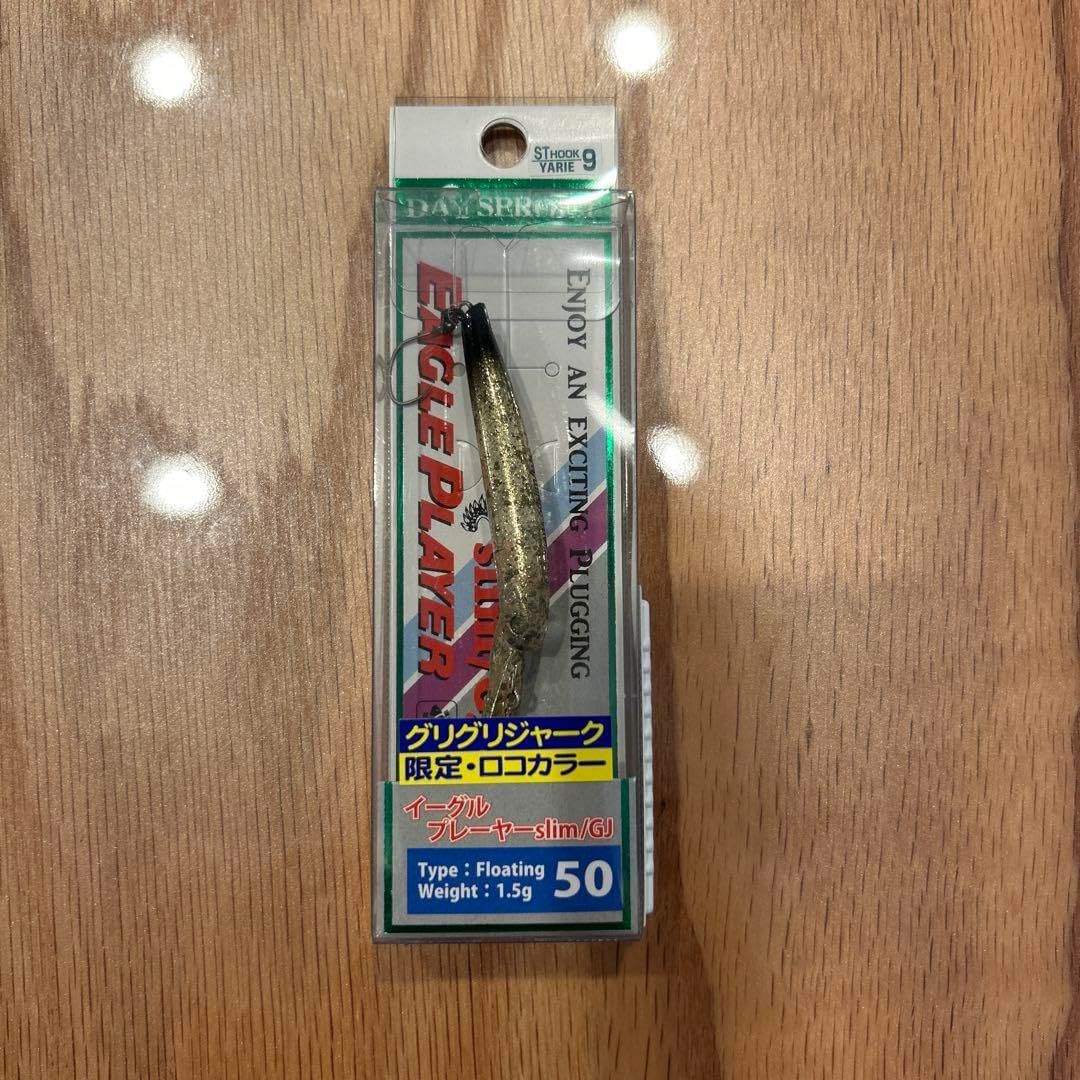 ST HOOK 9
YARIE
DAY SPROUT
EAGLE PLAYER
slim
ENJOY AN EXCITING PLUGGING
グリグリジャーク
限定・ロコカラー
イーグル
プレーヤーslim/GJ
Type：Floating
Weight：1.5g
50